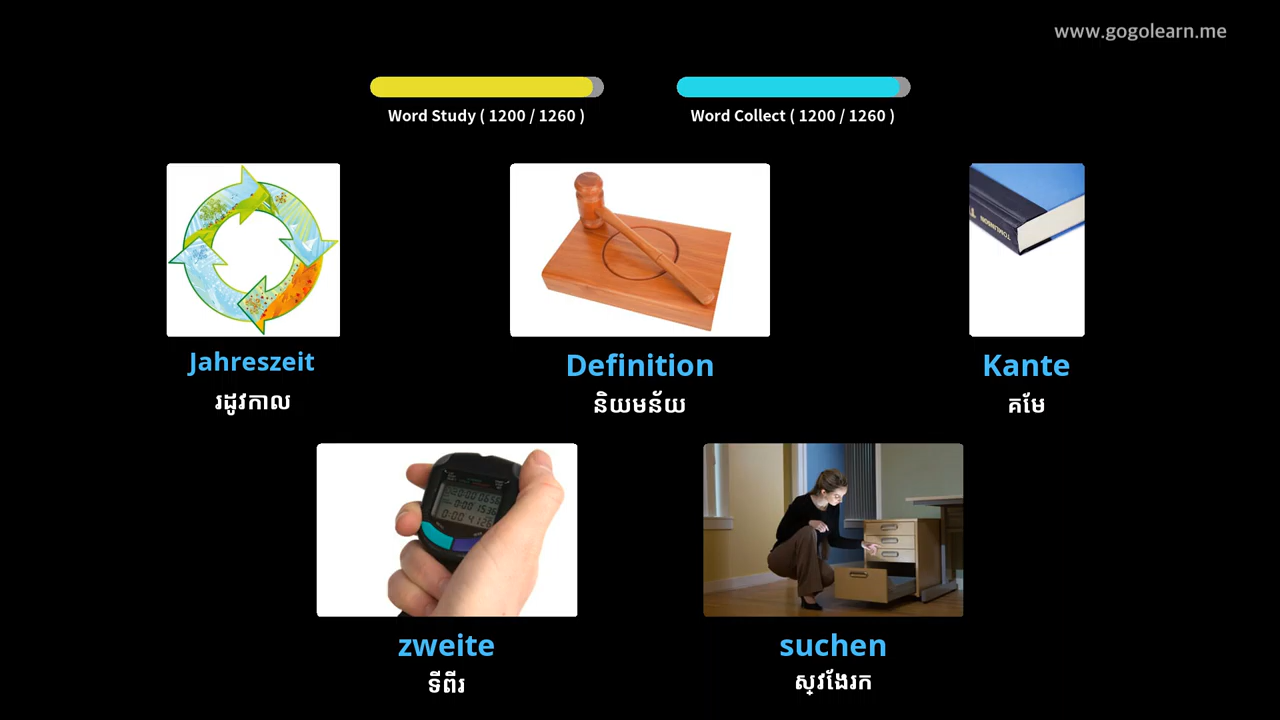 www.gogolearn.me
Word Study ( 1200 / 1260 )
Word Collect ( 1200 / 1260 )
TOMLINSON
Jahreszeit
Definition
Kante
រដូវកាល
និយមន័យ
គមែ
zweite
suchen
ទីពីរ
ស្វែងរក